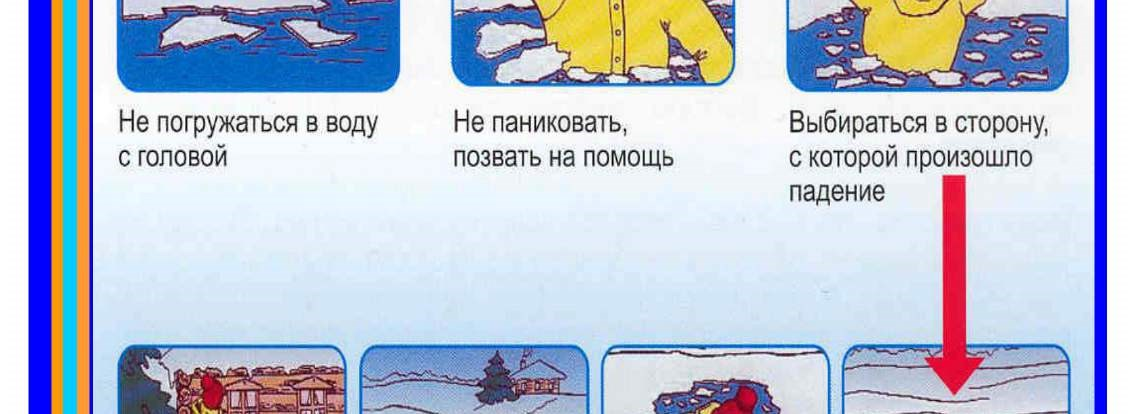 Не погружаться в воду
с головой
Не паниковать,
позвать на помощь
Выбираться в сторону,
с которой произошло
падение